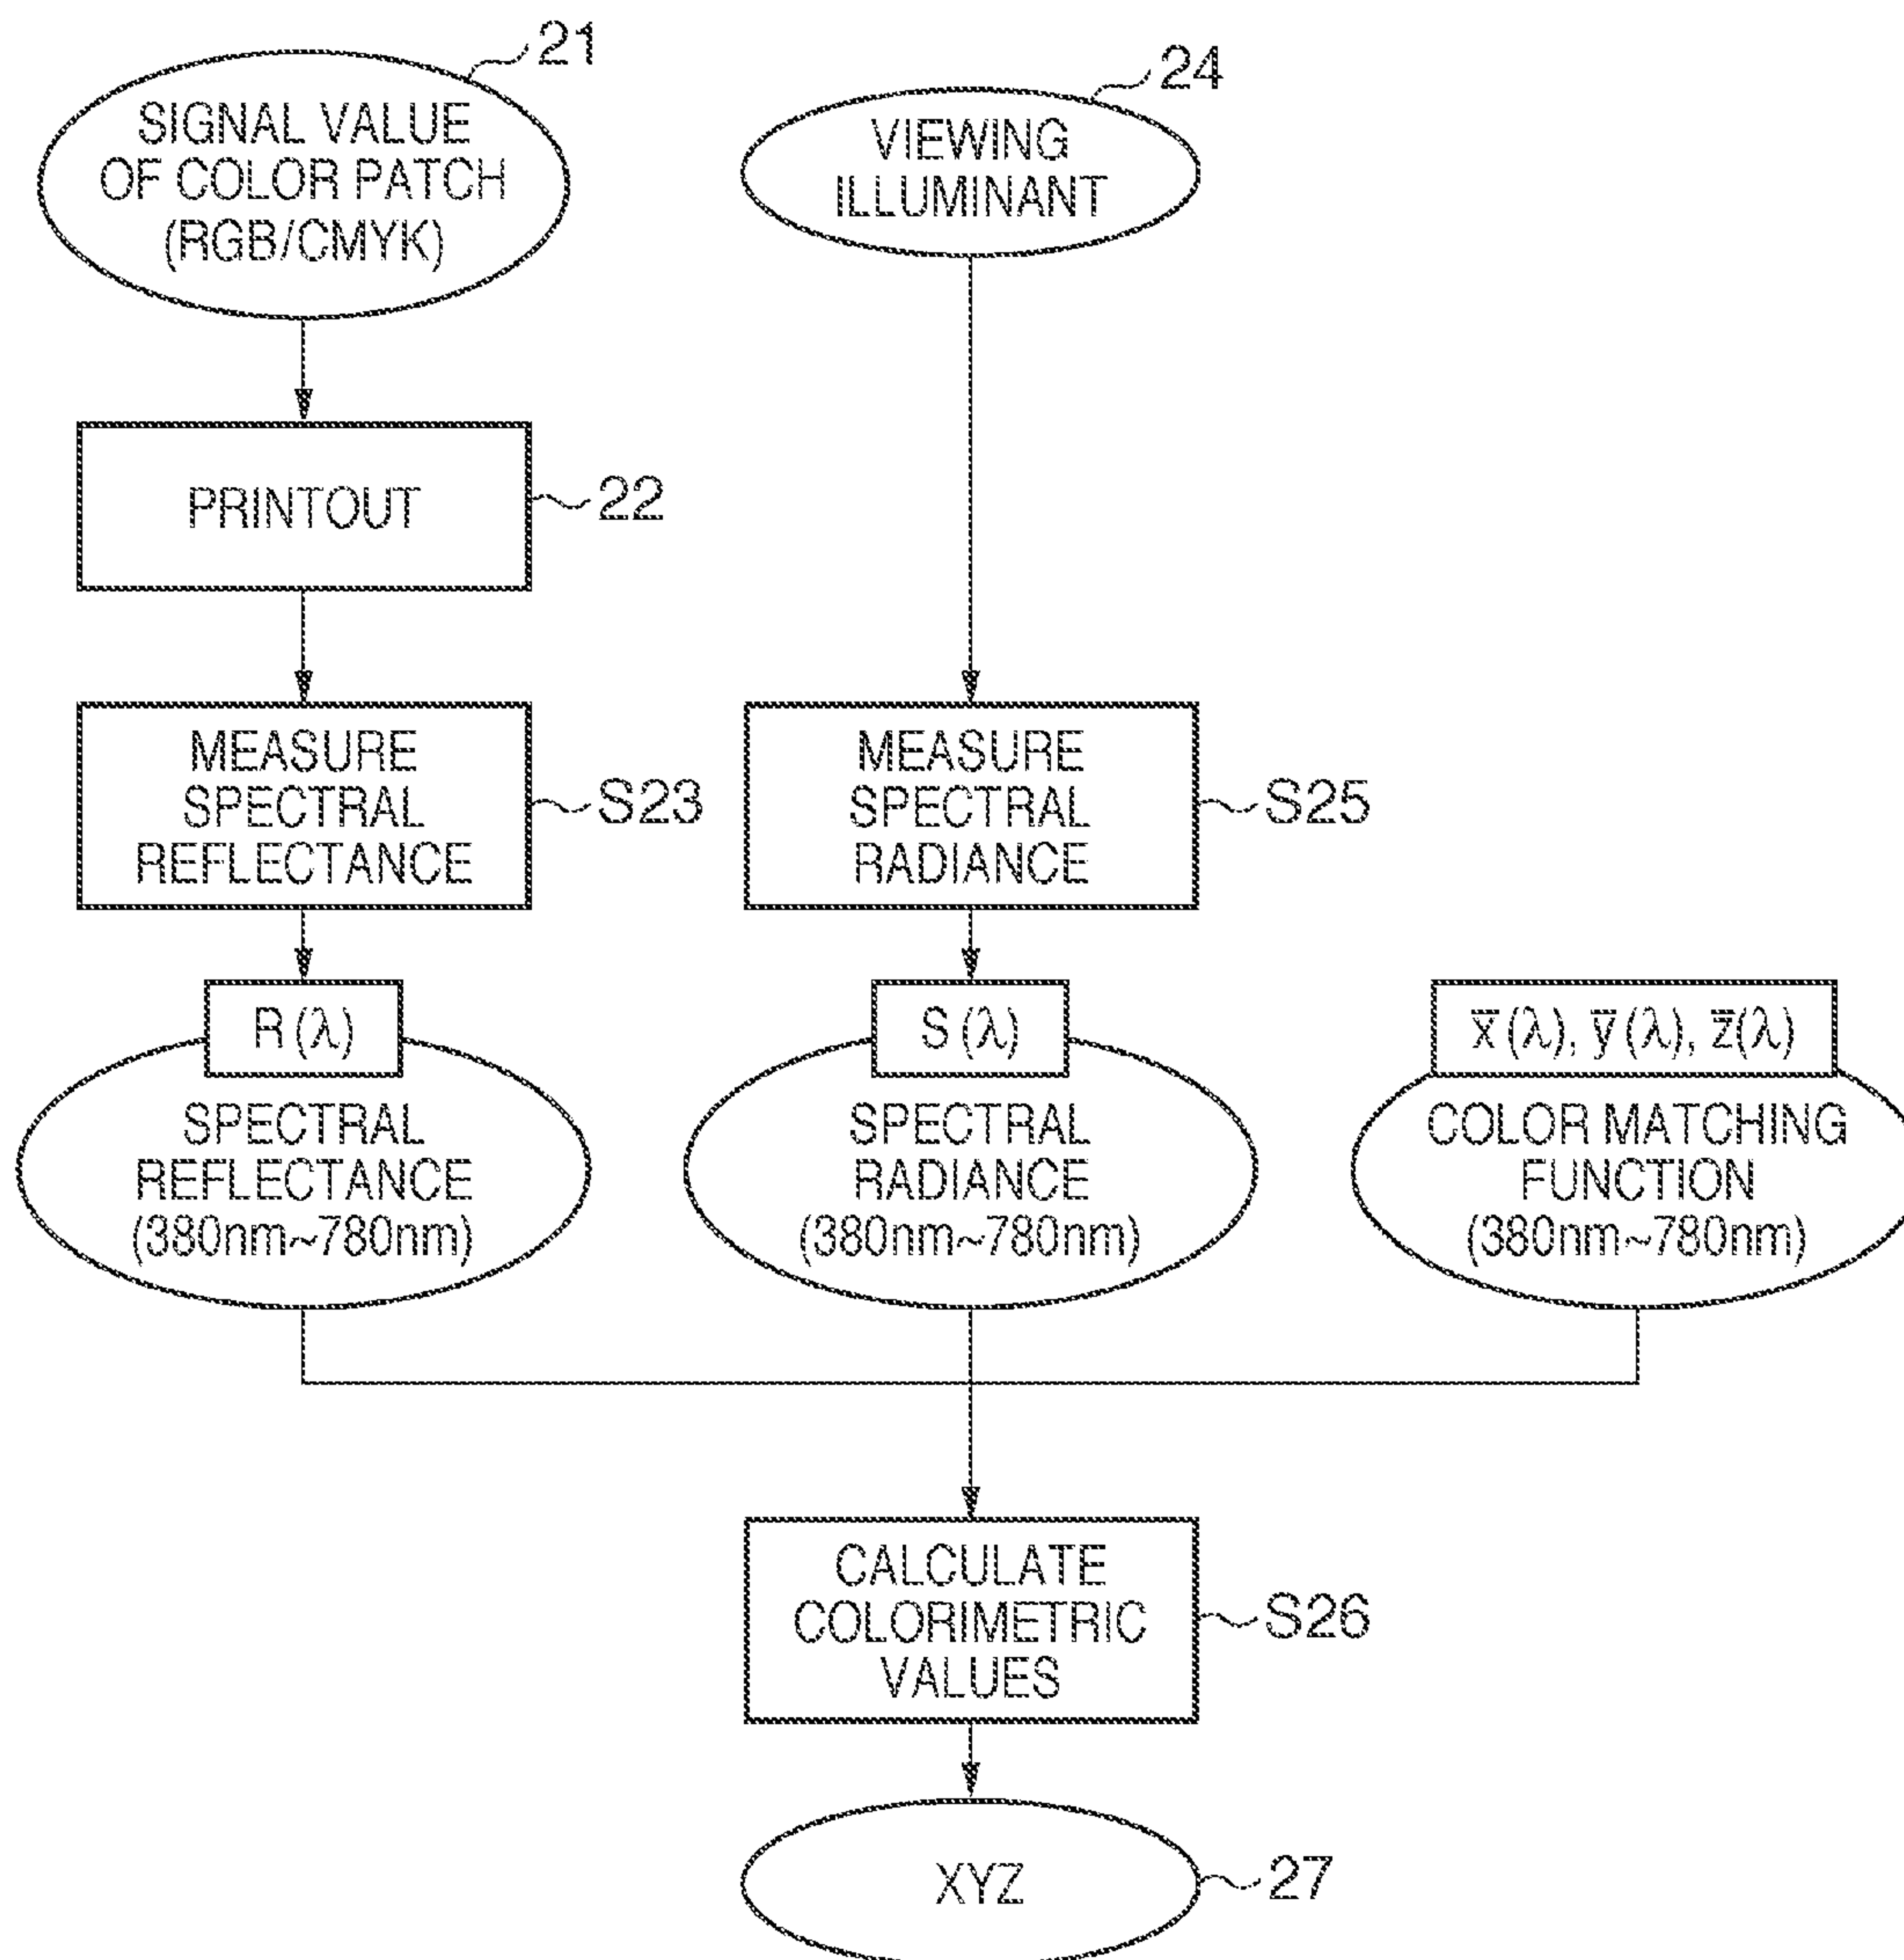 21
SIGNAL VALUE
OF COLOR PATCH
(RGB/CMYK)
24
VIEWING
ILLUMINANT
PRINTOUT
22
MEASURE
SPECTRAL
REFLECTANCE
S23
MEASURE
SPECTRAL
RADIANCE
S25
R(λ)
SPECTRAL
REFLECTANCE
(380nm~780nm)
S(λ)
SPECTRAL
RADIANCE
(380nm~780nm)
x̅(λ), y̅(λ), z̅(λ)
COLOR MATCHING
FUNCTION
(380nm~780nm)
CALCULATE
COLORIMETRIC
VALUES
S26
XYZ
27